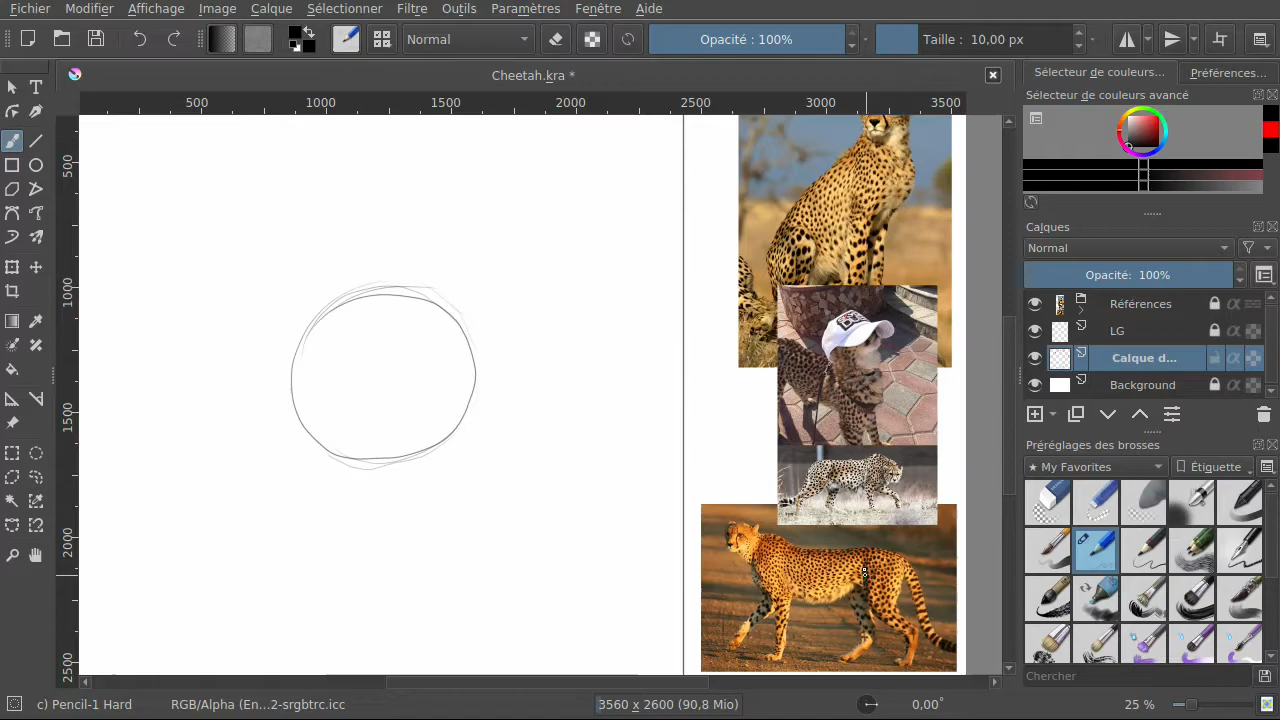 Fichier Modifier Affichage Image Calque Sélectionner Filtre Outils Paramètres Fenêtre Aide
Normal Opacité : 100% Taille : 10,00 px
Cheetah.kra *
Sélecteur de couleurs... Préférences...
500 1000 1500 2000 2500 3000 3500
Sélecteur de couleurs avancé
500
1000
1500
2000
2500
Calques
Normal
Opacité: 100%
Références
LG
Calque d...
Background
Préréglages des brosses
★ My Favorites Étiquette
Chercher
c) Pencil-1 Hard RGB/Alpha (En...2-srgbtrc.icc 3560 x 2600 (90,8 Mio) 0,00° 25 %